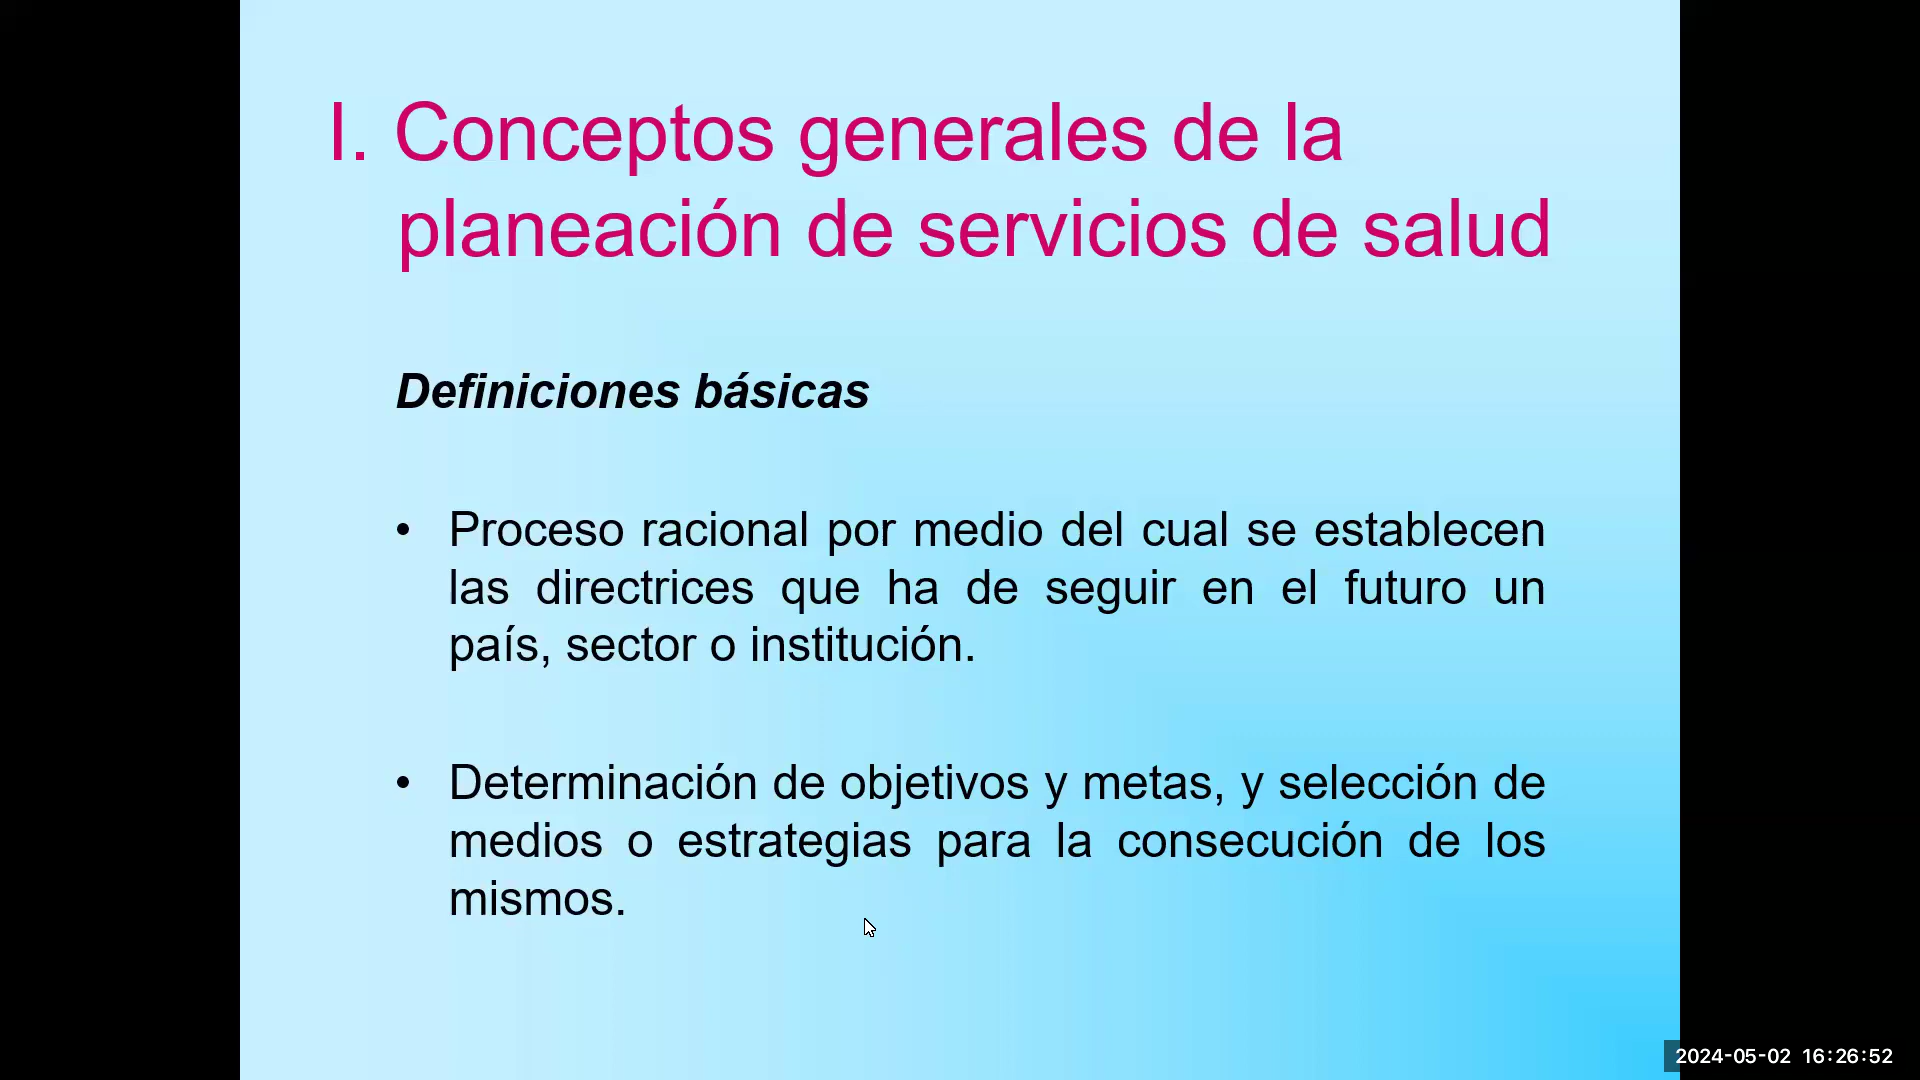 I. Conceptos generales de la
planeación de servicios de salud
Definiciones básicas
• Proceso racional por medio del cual se establecen
las directrices que ha de seguir en el futuro un
país, sector o institución.
• Determinación de objetivos y metas, y selección de
medios o estrategias para la consecución de los
mismos.
2024-05-02 16:26:52